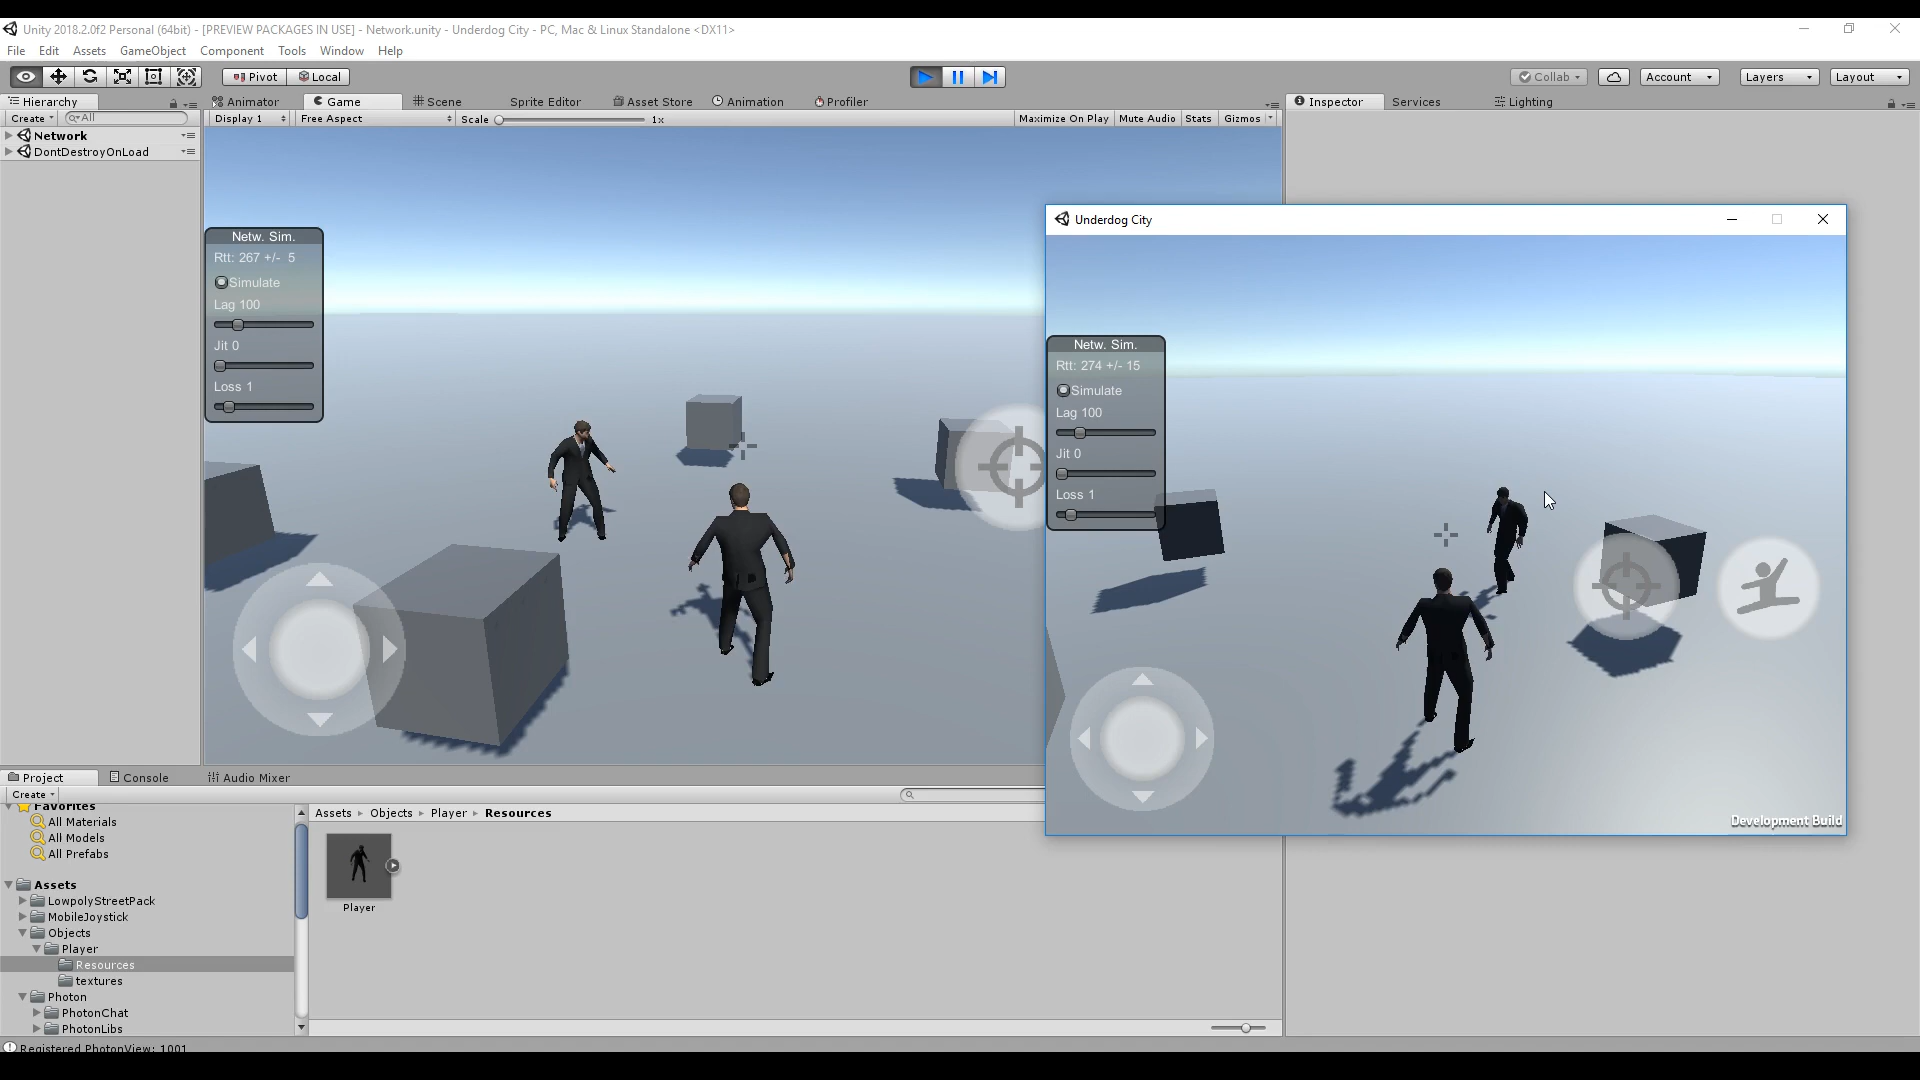 Unity 2018.2.0f2 Personal (64bit) - [PREVIEW PACKAGES IN USE] - Network.unity - Underdog City - PC, Mac & Linux Standalone <DX11>
File Edit Assets GameObject Component Tools Window Help
Pivot Local Collab Account Layers Layout
Hierarchy Animator Game Scene Sprite Editor Asset Store Animation Profiler Inspector Services Lighting
Create All Display 1 Free Aspect Scale 1x Maximize On Play Mute Audio Stats Gizmos
Network
DontDestroyOnLoad
Netw. Sim.
Rtt: 267 +/- 5
Simulate
Lag 100
Jit 0
Loss 1
Underdog City
Netw. Sim.
Rtt: 274 +/- 15
Simulate
Lag 100
Jit 0
Loss 1
Development Build
Project Console Audio Mixer
Create
Favorites
All Materials
All Models
All Prefabs
Assets
LowpolyStreetPack
MobileJoystick
Objects
Player
Resources
textures
Photon
PhotonChat
PhotonLibs
Assets Objects Player Resources
Player
Registered PhotonView: 1001